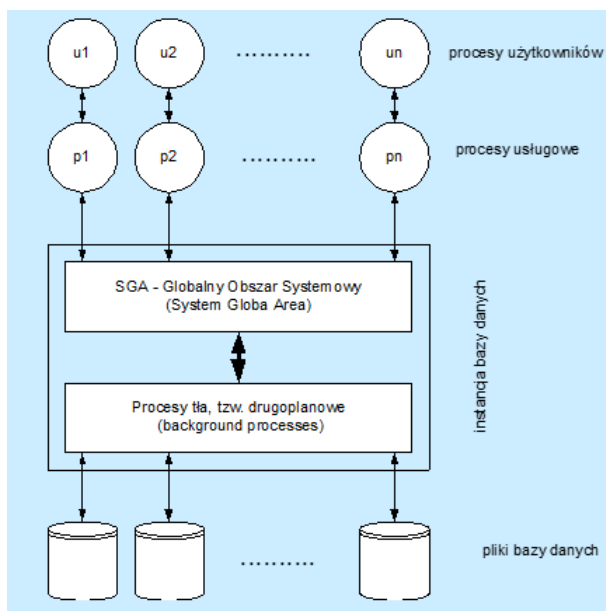 u1 u2 .......... un procesy użytkowników
p1 p2 .......... pn procesy usługowe
SGA - Globalny Obszar Systemowy
(System Globa Area)
Procesy tła, tzw. drugoplanowe
(background processes)
instancja bazy danych
.......... pliki bazy danych